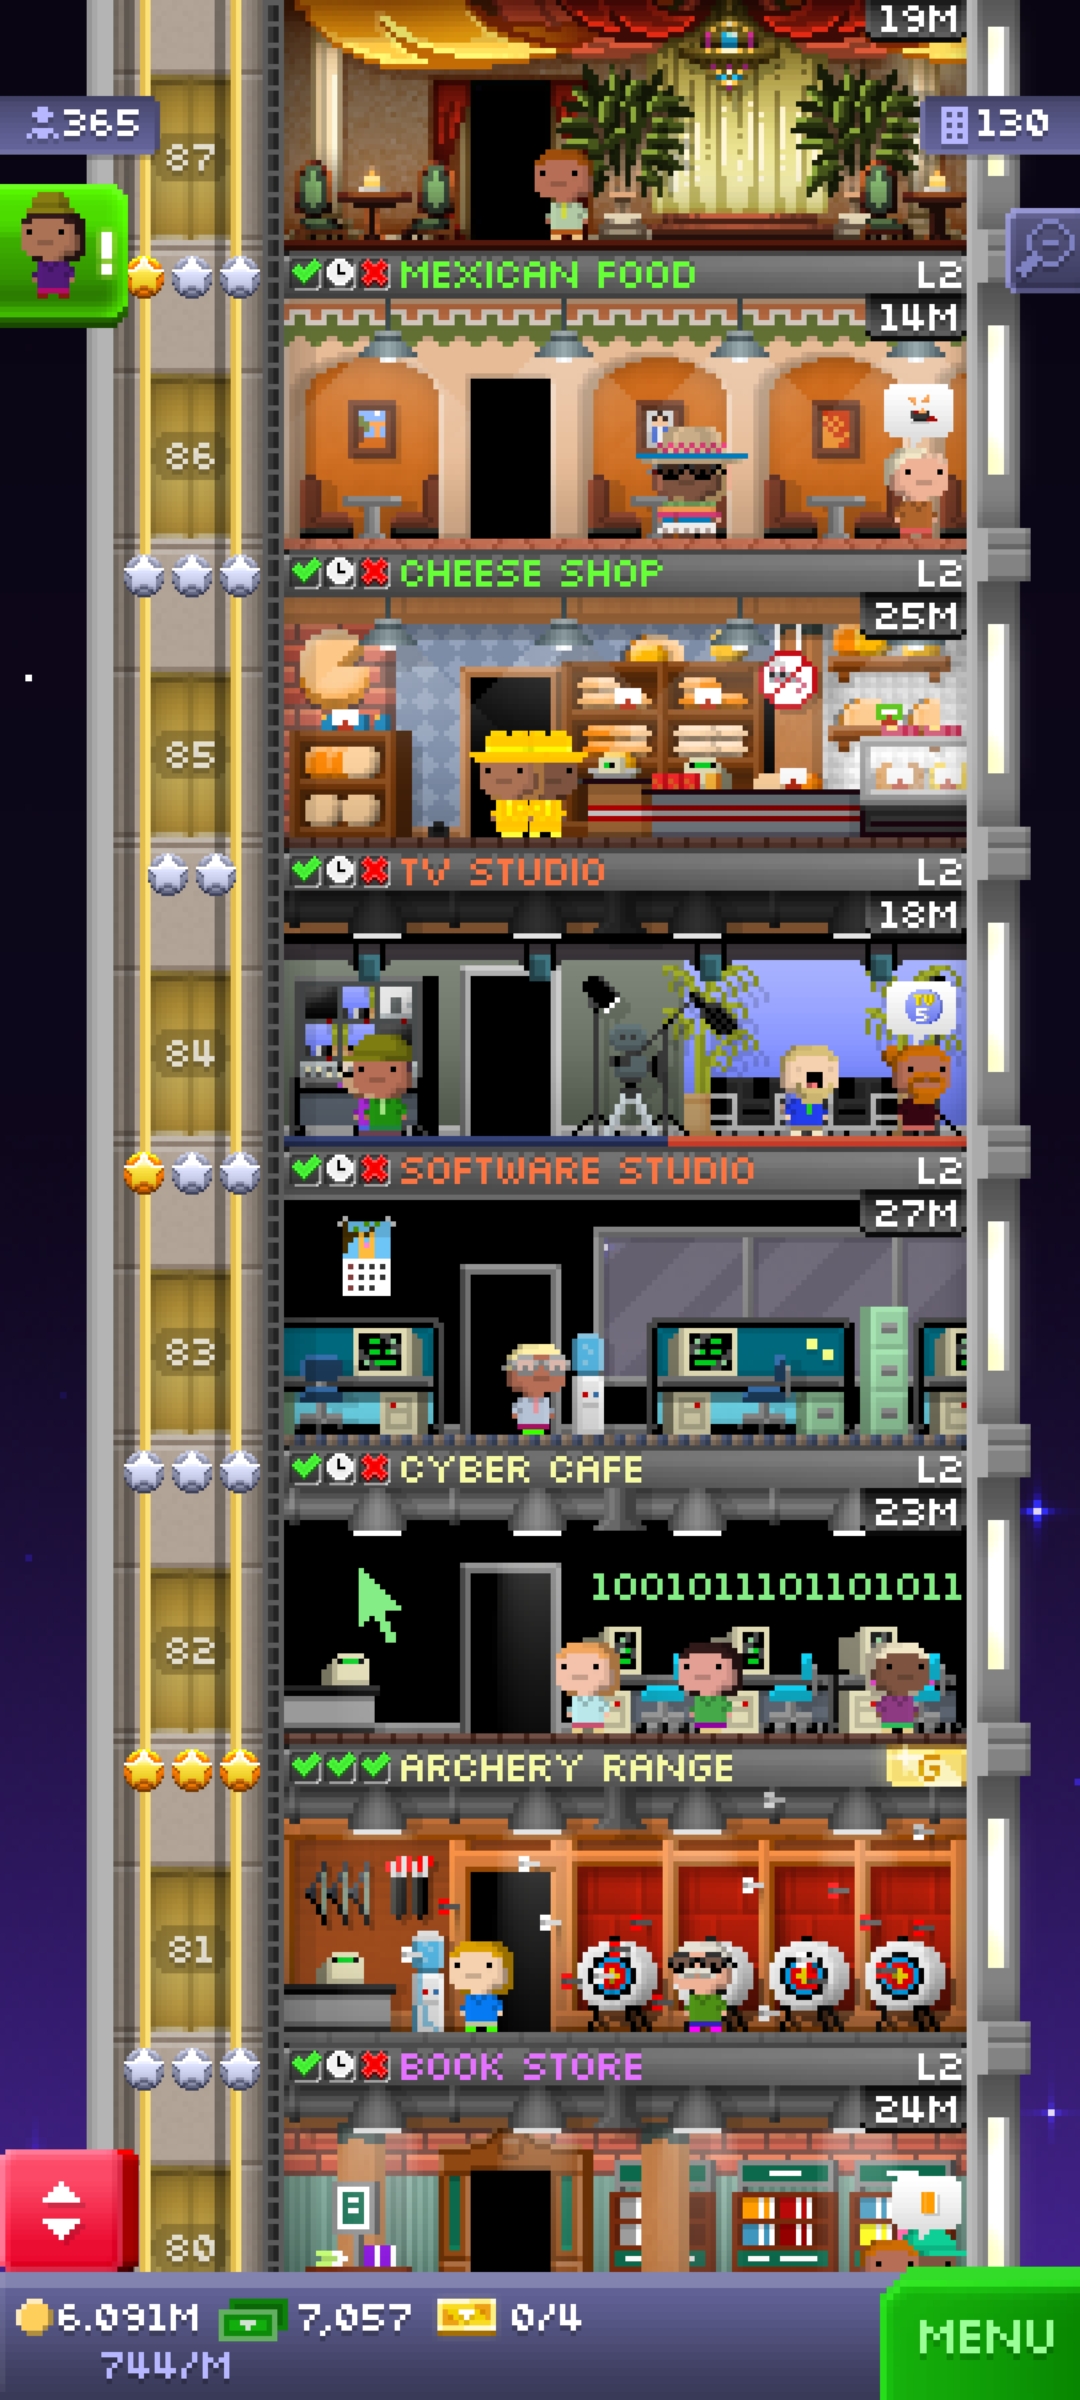 19M
365
130
87
!
MEXICAN FOOD L2
14M
86
CHEESE SHOP L2
25M
85
TV STUDIO L2
18M
TV
5
84
SOFTWARE STUDIO L2
27M
83
CYBER CAFE L2
23M
1001011101101011
82
ARCHERY RANGE G
81
BOOK STORE L2
24M
80
6.091M 7,057 0/4
744/M
MENU